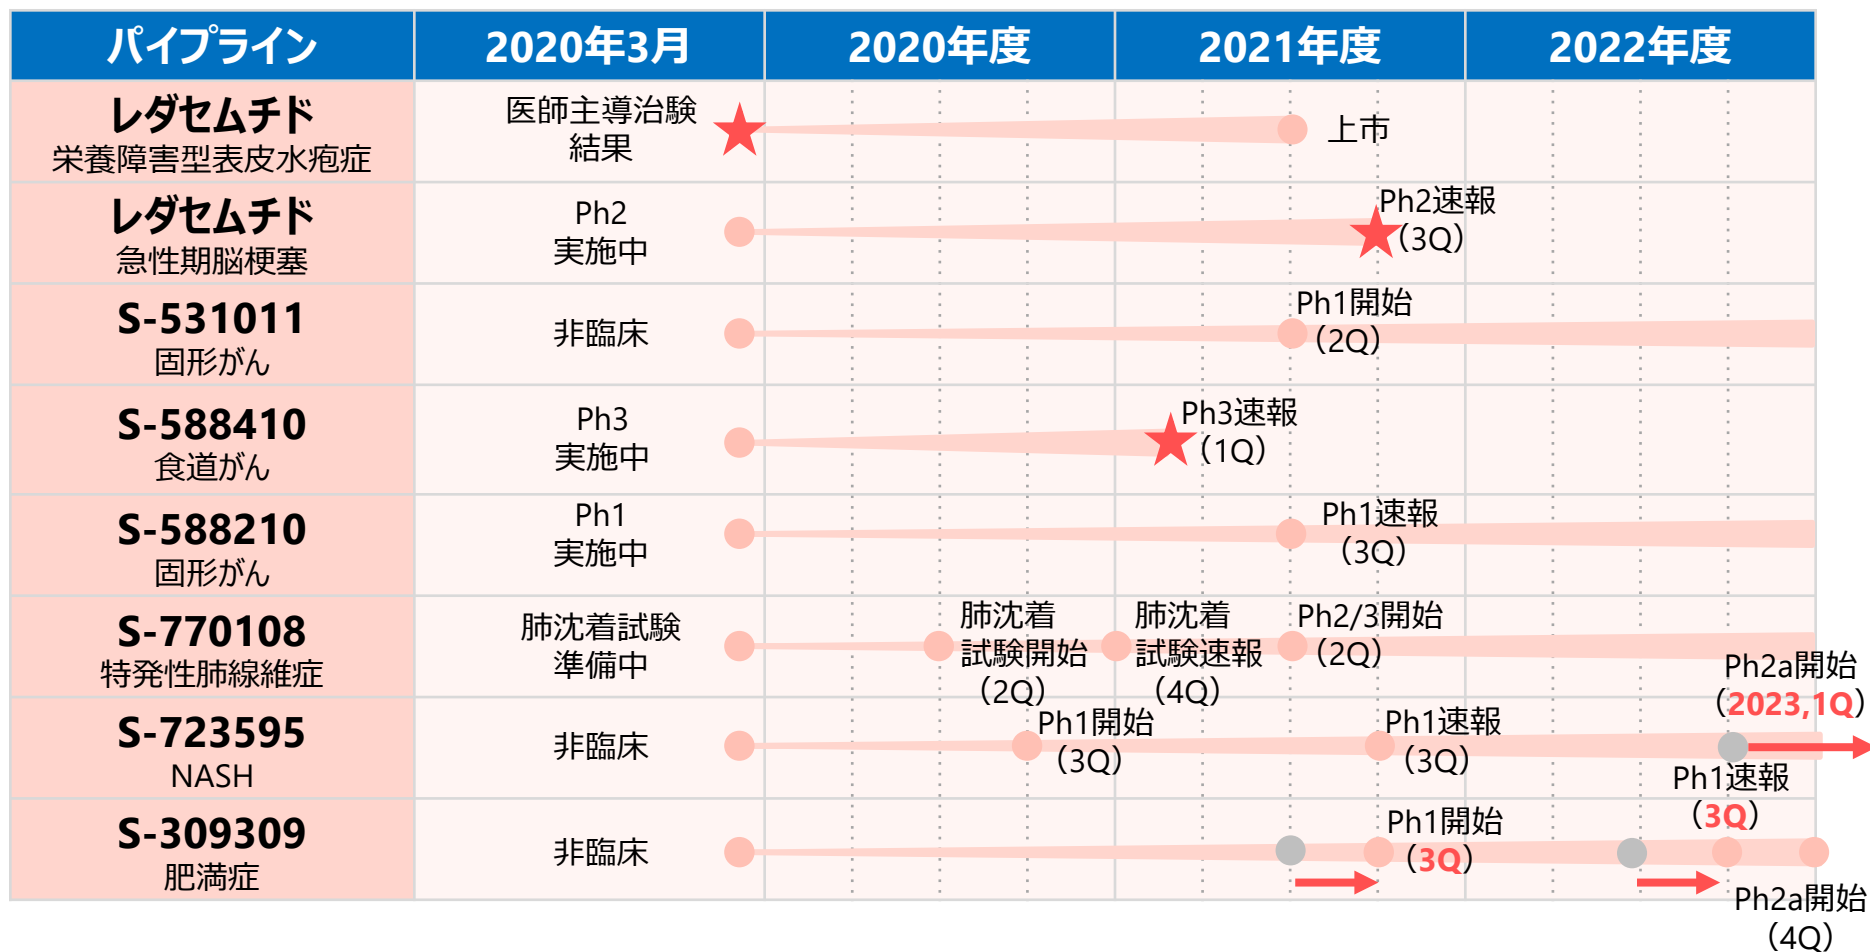 パイプライン
2020年3月
2020年度
2021年度
2022年度
レダセムチド
栄養障害型表皮水疱症
医師主導治験
結果
上市
レダセムチド
急性期脳梗塞
Ph2
実施中
Ph2速報
（3Q）
S-531011
固形がん
非臨床
Ph1開始
（2Q）
S-588410
食道がん
Ph3
実施中
Ph3速報
（1Q）
S-588210
固形がん
Ph1
実施中
Ph1速報
（3Q）
S-770108
特発性肺線維症
肺沈着試験
準備中
肺沈着
試験開始
（2Q）
肺沈着
試験速報
（4Q）
Ph2/3開始
（2Q）
S-723595
NASH
非臨床
Ph1開始
（3Q）
Ph1速報
（3Q）
Ph2a開始
（2023,1Q）
S-309309
肥満症
非臨床
Ph1開始
（3Q）
Ph1速報
（3Q）
Ph2a開始
（4Q）